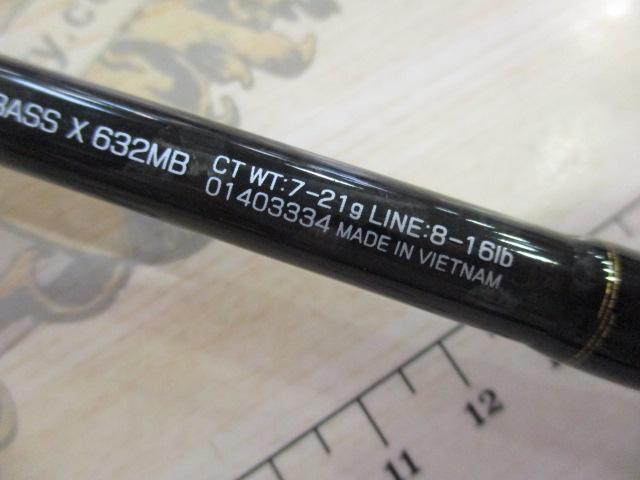 BASS X 632MB
CT WT:7-21g LINE:8-16lb
01403334 MADE IN VIETNAM
11
12